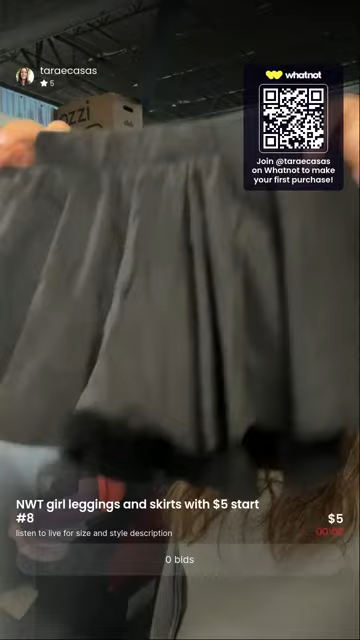 taraecasas
5
whatnot
Join @taraecasas
on Whatnot to make
your first purchase!
NWT girl leggings and skirts with $5 start
#8
$5
listen to live for size and style description
0 bids